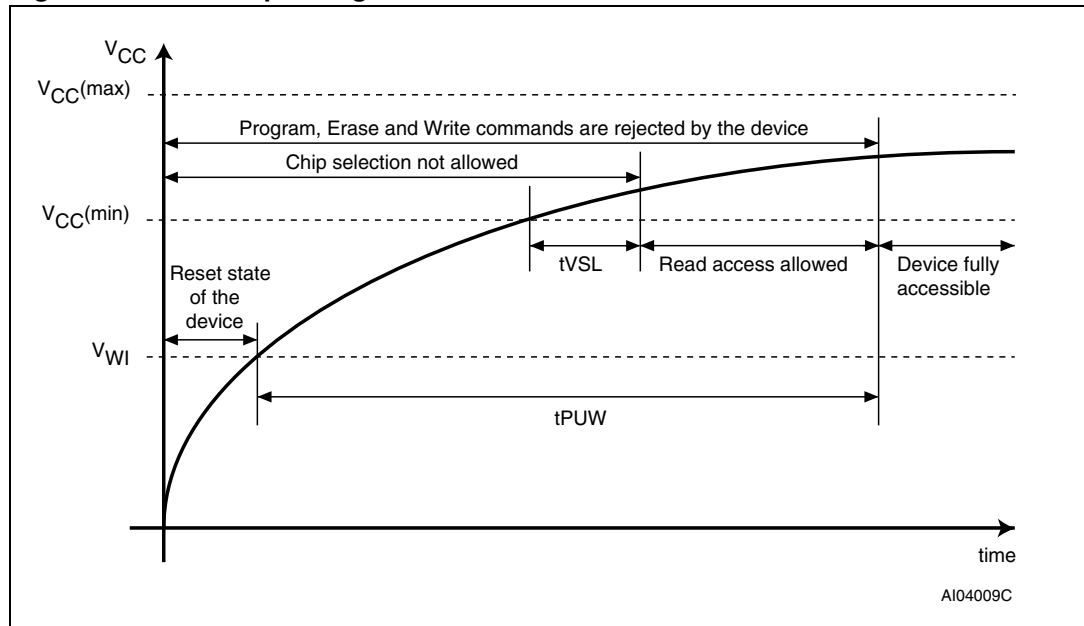 VCC
VCC(max)
Program, Erase and Write commands are rejected by the device
Chip selection not allowed
VCC(min)
tVSL
Read access allowed
Device fully
accessible
Reset state
of the
device
VWI
tPUW
time
AI04009C